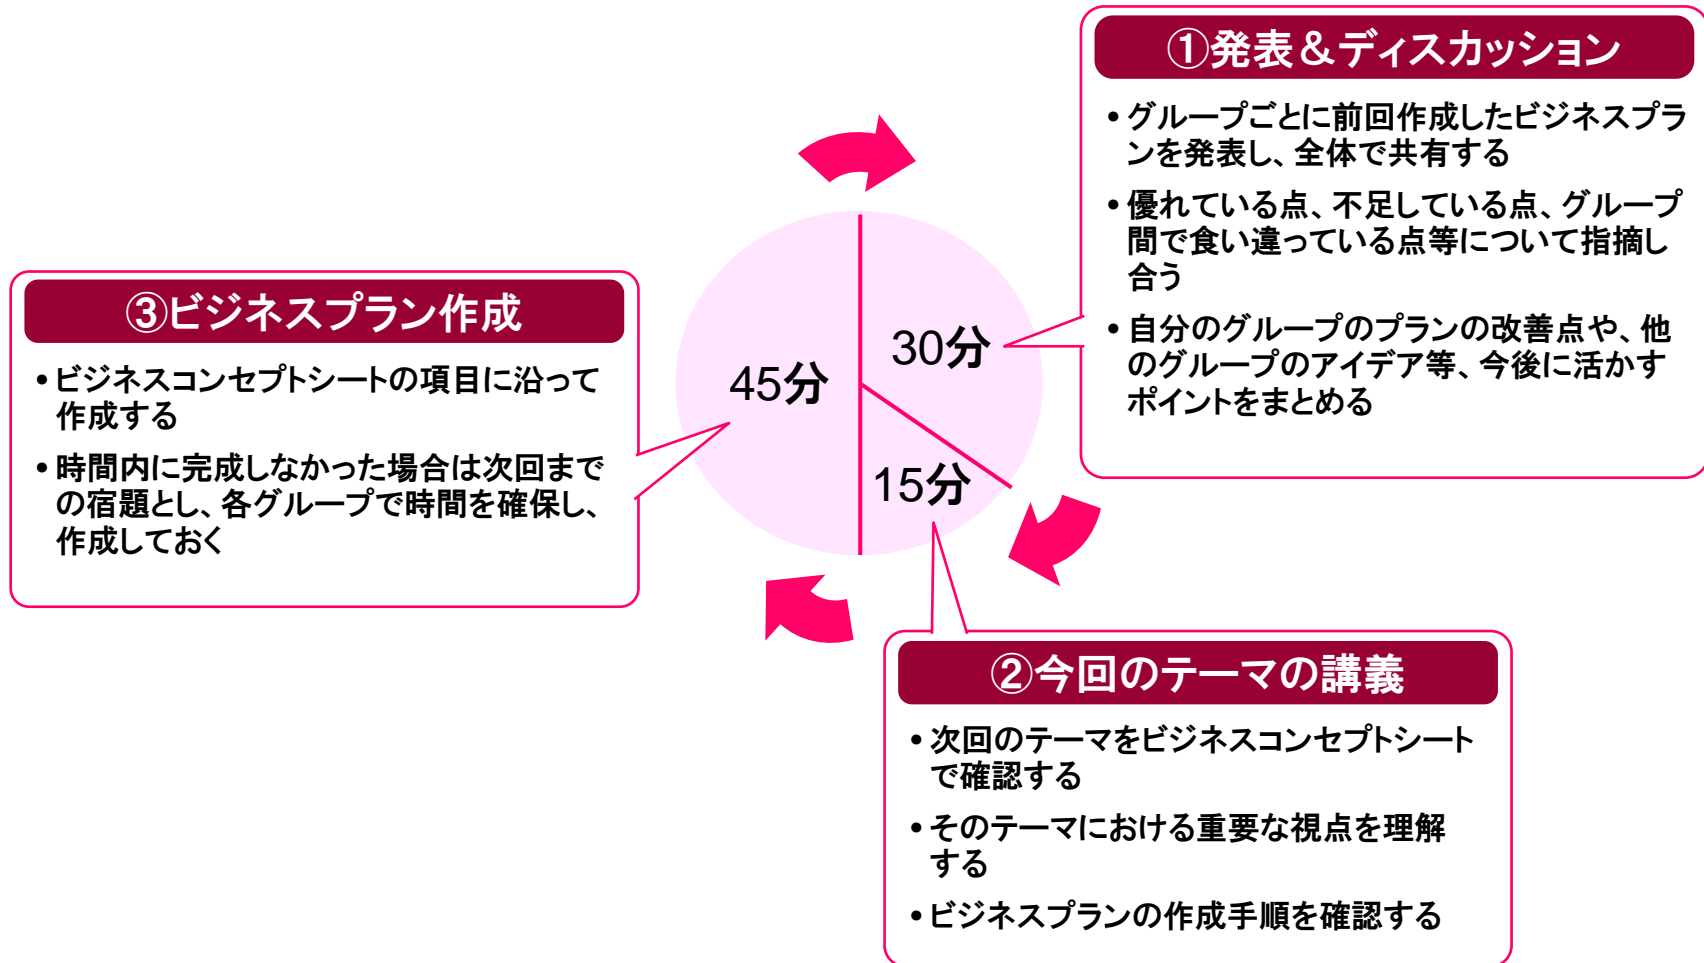 ①発表＆ディスカッション
•グループごとに前回作成したビジネスプラ
ンを発表し、全体で共有する
•優れている点、不足している点、グループ
間で食い違っている点等について指摘し
合う
•自分のグループのプランの改善点や、他
のグループのアイデア等、今後に活かす
ポイントをまとめる
30分
15分
45分
②今回のテーマの講義
•次回のテーマをビジネスコンセプトシート
で確認する
•そのテーマにおける重要な視点を理解
する
•ビジネスプランの作成手順を確認する
③ビジネスプラン作成
•ビジネスコンセプトシートの項目に沿って
作成する
•時間内に完成しなかった場合は次回まで
の宿題とし、各グループで時間を確保し、
作成しておく